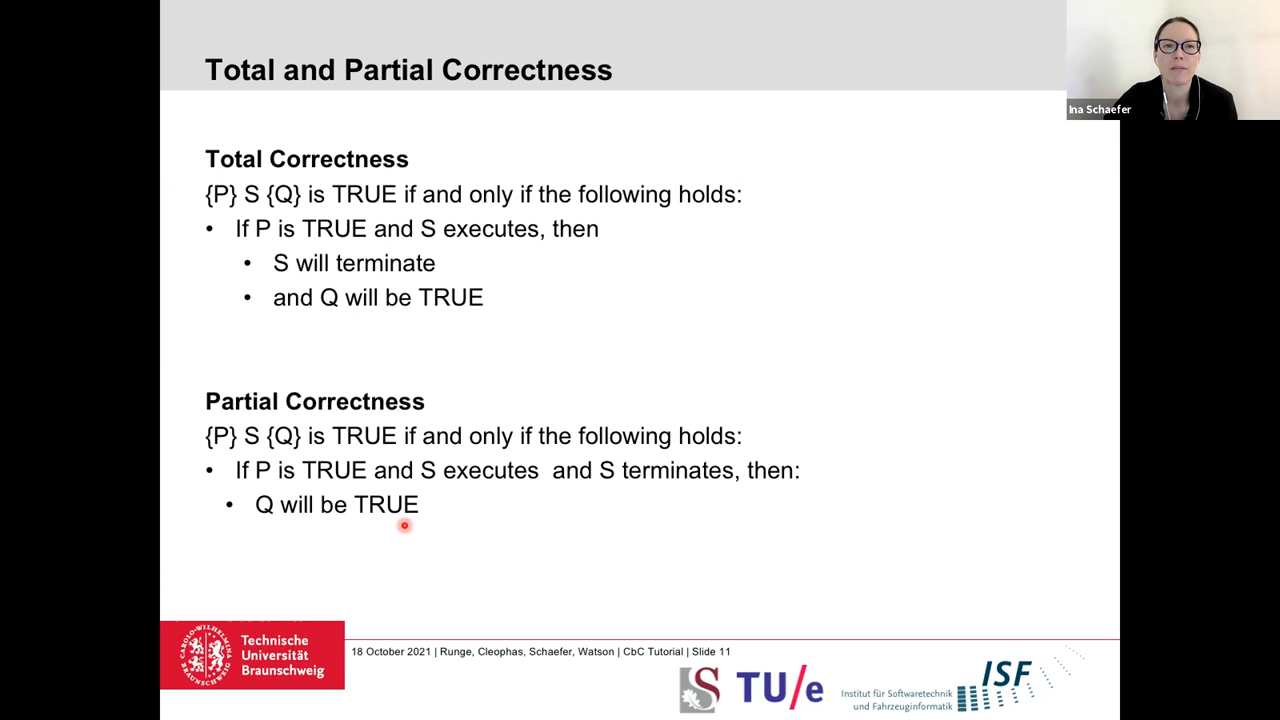 Total and Partial Correctness
Ina Schaefer
Total Correctness
{P} S {Q} is TRUE if and only if the following holds:
• If P is TRUE and S executes, then
• S will terminate
• and Q will be TRUE
Partial Correctness
{P} S {Q} is TRUE if and only if the following holds:
• If P is TRUE and S executes  and S terminates, then:
• Q will be TRUE
Technische
Universität
Braunschweig
18 October 2021 | Runge, Cleophas, Schaefer, Watson | CbC Tutorial | Slide 11
S
TU/e
ISF
Institut für Softwaretechnik
und Fahrzeuginformatik